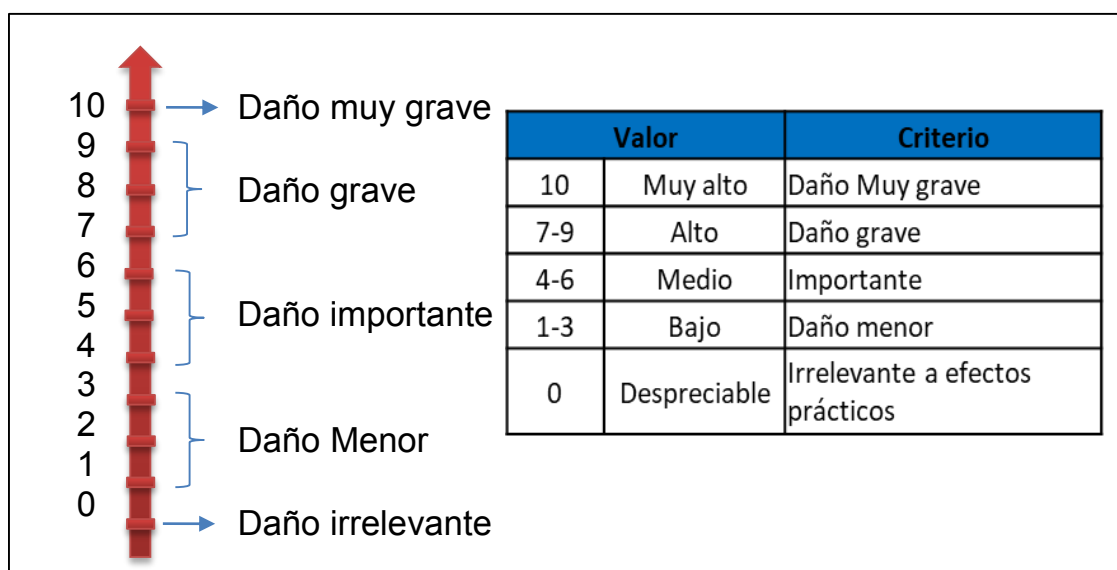 10
Daño muy grave
9
8
Daño grave
7
6
5
Daño importante
4
3
2
Daño Menor
1
0
Daño irrelevante
Valor Criterio
10 Muy alto Daño Muy grave
7-9 Alto Daño grave
4-6 Medio Importante
1-3 Bajo Daño menor
0 Despreciable Irrelevante a efectos
prácticos